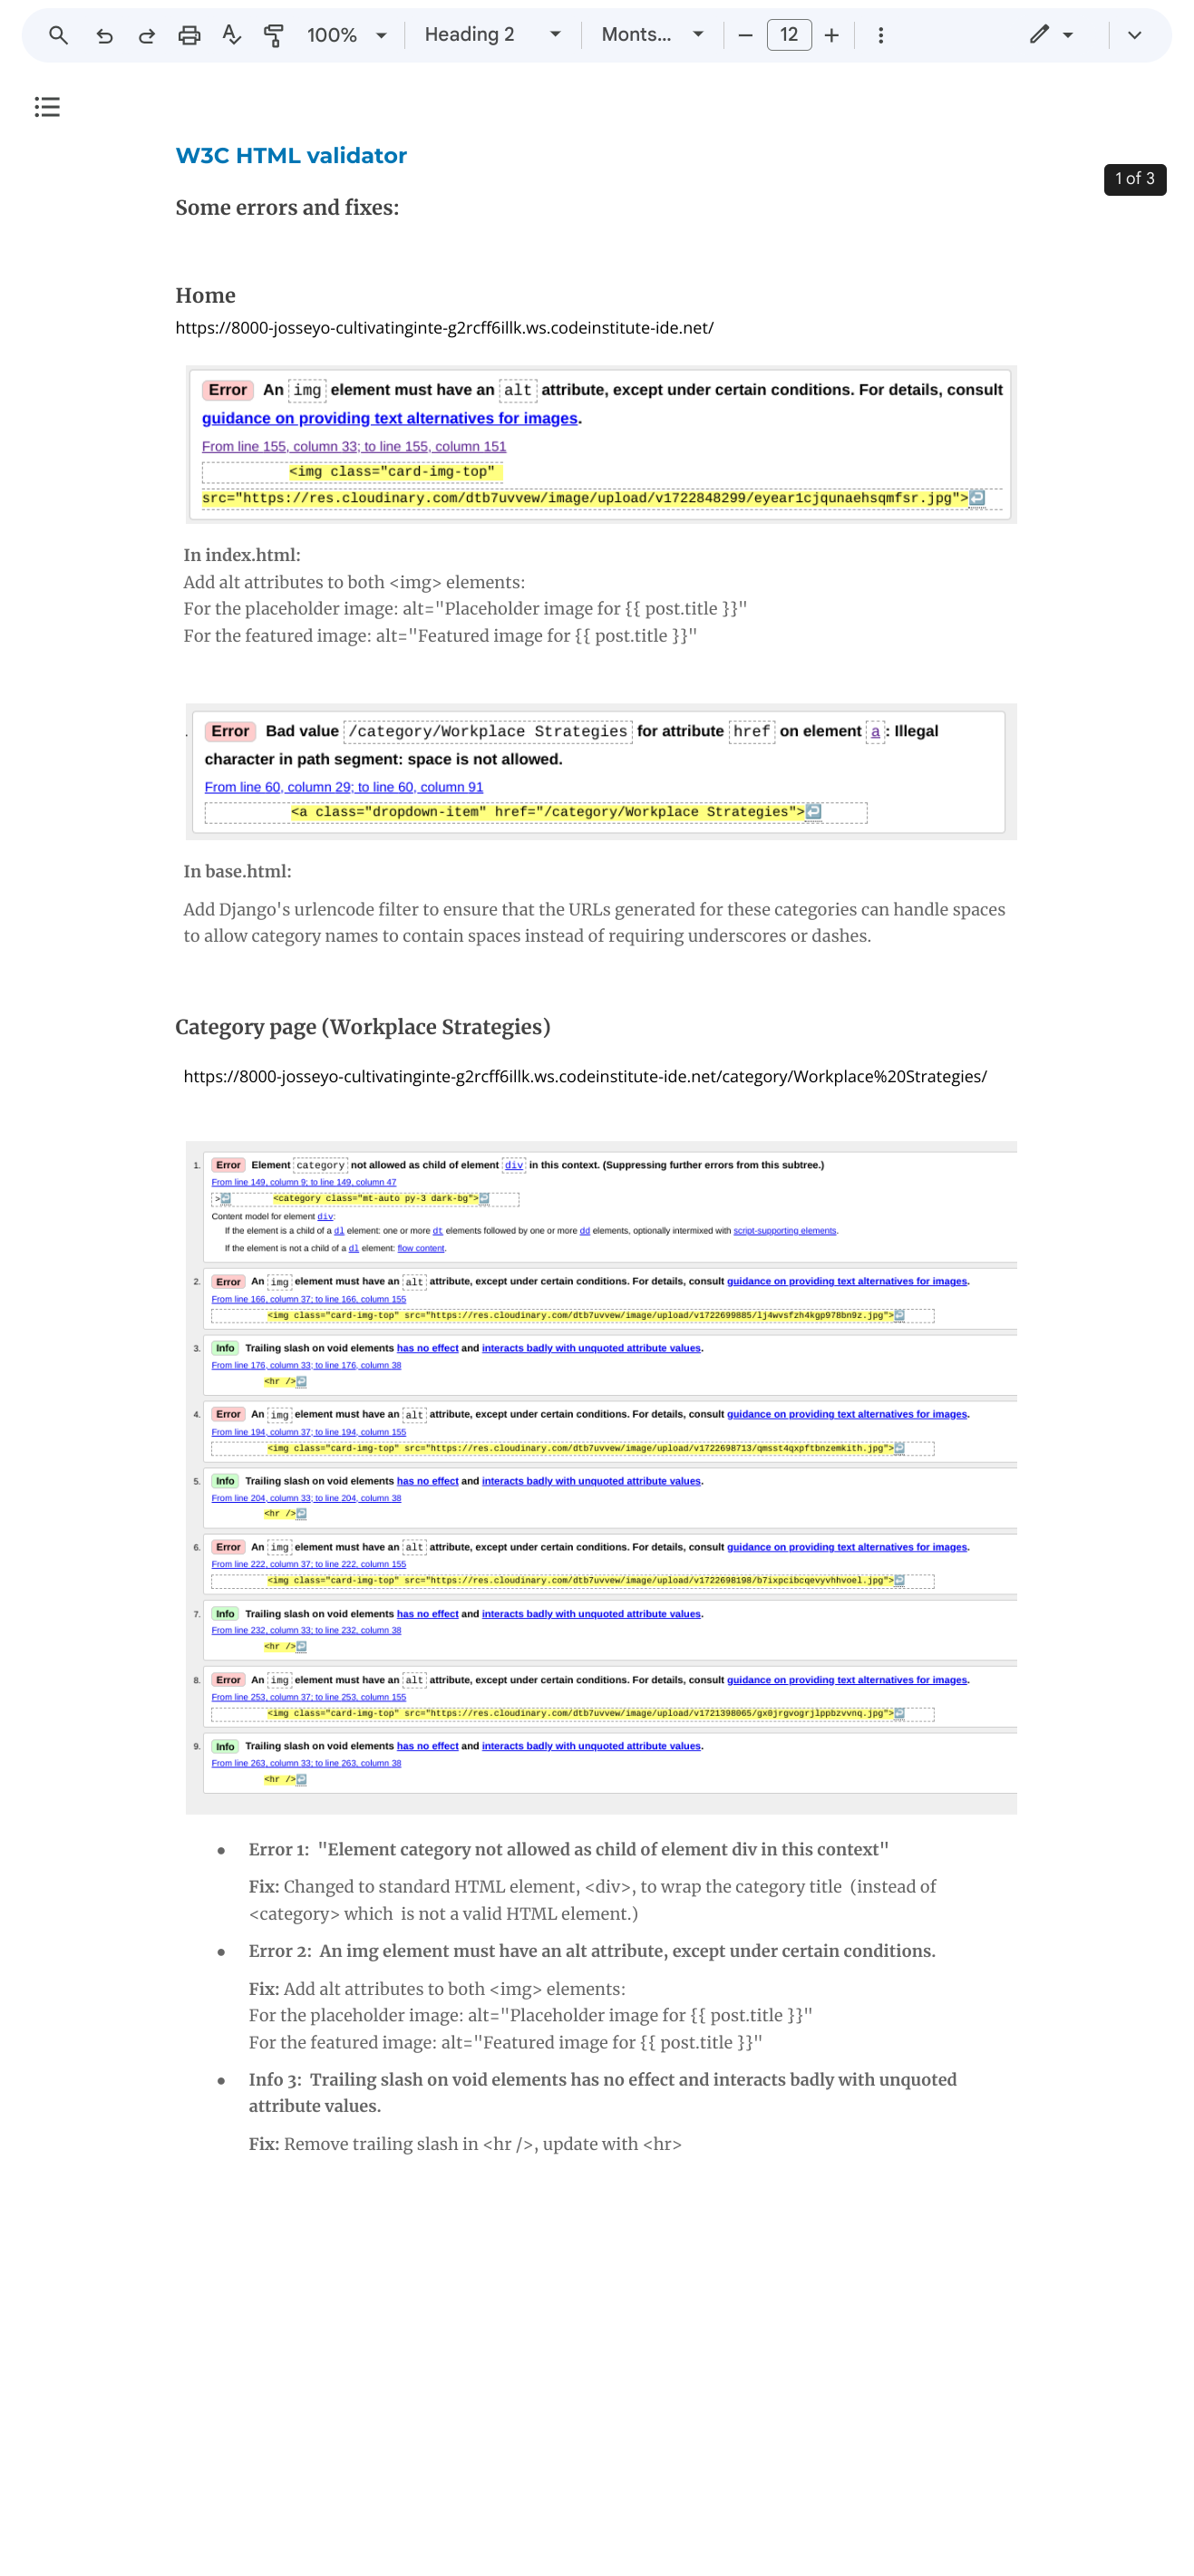 100%
Heading 2
Monts...
12
1 of 3
W3C HTML validator
Some errors and fixes:
Home
https://8000-josseyo-cultivatinginte-g2rcff6illk.ws.codeinstitute-ide.net/
Error An img element must have an alt attribute, except under certain conditions. For details, consult
guidance on providing text alternatives for images.
From line 155, column 33; to line 155, column 151
<img class="card-img-top"
src="https://res.cloudinary.com/dtb7uvvew/image/upload/v1722848299/eyear1cjqunaehsqmfsr.jpg">↩
In index.html:
Add alt attributes to both <img> elements:
For the placeholder image: alt="Placeholder image for {{ post.title }}"
For the featured image: alt="Featured image for {{ post.title }}"
Error Bad value /category/Workplace Strategies for attribute href on element a: Illegal
character in path segment: space is not allowed.
From line 60, column 29; to line 60, column 91
<a class="dropdown-item" href="/category/Workplace Strategies">↩
In base.html:
Add Django's urlencode filter to ensure that the URLs generated for these categories can handle spaces
to allow category names to contain spaces instead of requiring underscores or dashes.
Category page (Workplace Strategies)
https://8000-josseyo-cultivatinginte-g2rcff6illk.ws.codeinstitute-ide.net/category/Workplace%20Strategies/
1. Error Element category not allowed as child of element div in this context. (Suppressing further errors from this subtree.)
From line 149, column 9; to line 149, column 47
>↩ <category class="mt-auto py-3 dark-bg">↩
Content model for element div:
If the element is a child of a dl element: one or more dt elements followed by one or more dd elements, optionally intermixed with script-supporting elements.
If the element is not a child of a dl element: flow content.
2. Error An img element must have an alt attribute, except under certain conditions. For details, consult guidance on providing text alternatives for images.
From line 166, column 37; to line 166, column 155
<img class="card-img-top" src="https://res.cloudinary.com/dtb7uvvew/image/upload/v1722699885/lj4wvsfzh4kgp978bn9z.jpg">↩
3. Info Trailing slash on void elements has no effect and interacts badly with unquoted attribute values.
From line 176, column 33; to line 176, column 38
<hr />↩
4. Error An img element must have an alt attribute, except under certain conditions. For details, consult guidance on providing text alternatives for images.
From line 194, column 37; to line 194, column 155
<img class="card-img-top" src="https://res.cloudinary.com/dtb7uvvew/image/upload/v1722698713/qmsst4qxpftbnzemkith.jpg">↩
5. Info Trailing slash on void elements has no effect and interacts badly with unquoted attribute values.
From line 204, column 33; to line 204, column 38
<hr />↩
6. Error An img element must have an alt attribute, except under certain conditions. For details, consult guidance on providing text alternatives for images.
From line 222, column 37; to line 222, column 155
<img class="card-img-top" src="https://res.cloudinary.com/dtb7uvvew/image/upload/v1722698198/b7ixpcibcqevyvhhvoel.jpg">↩
7. Info Trailing slash on void elements has no effect and interacts badly with unquoted attribute values.
From line 232, column 33; to line 232, column 38
<hr />↩
8. Error An img element must have an alt attribute, except under certain conditions. For details, consult guidance on providing text alternatives for images.
From line 253, column 37; to line 253, column 155
<img class="card-img-top" src="https://res.cloudinary.com/dtb7uvvew/image/upload/v1721398065/gx0jrgvogrjlppbzvvnq.jpg">↩
9. Info Trailing slash on void elements has no effect and interacts badly with unquoted attribute values.
From line 263, column 33; to line 263, column 38
<hr />↩
● Error 1: "Element category not allowed as child of element div in this context"
Fix: Changed to standard HTML element, <div>, to wrap the category title (instead of
<category> which is not a valid HTML element.)
● Error 2: An img element must have an alt attribute, except under certain conditions.
Fix: Add alt attributes to both <img> elements:
For the placeholder image: alt="Placeholder image for {{ post.title }}"
For the featured image: alt="Featured image for {{ post.title }}"
● Info 3: Trailing slash on void elements has no effect and interacts badly with unquoted
attribute values.
Fix: Remove trailing slash in <hr />, update with <hr>